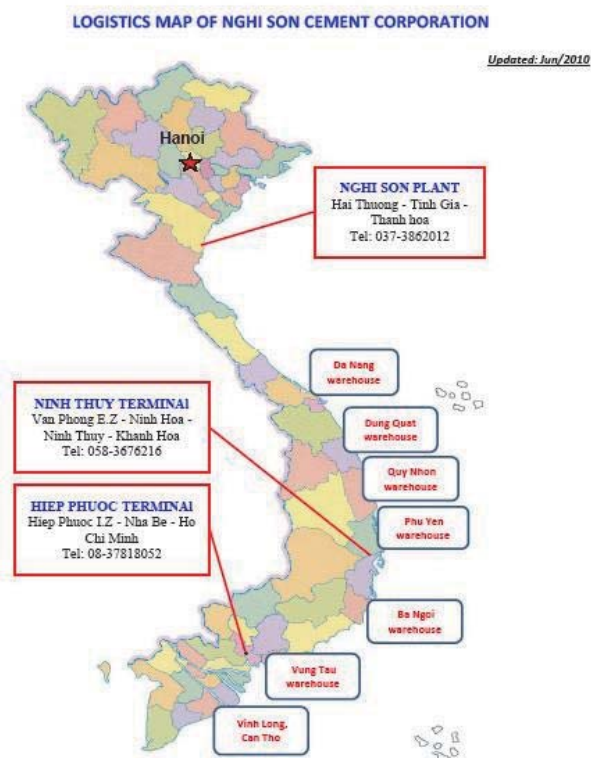 LOGISTICS MAP OF NGHI SON CEMENT CORPORATION
Updated: Jun/2010
Hanoi
NGHI SON PLANT
Hai Thuong - Tinh Gia -
Thanh hoa
Tel: 037-3862012
Da Nang
warehouse
NINH THUY TERMINAl
Van Phong E.Z - Ninh Hoa -
Ninh Thuy - Khanh Hoa
Tel: 058-3676216
Dung Quat
warehouse
Quy Nhon
warehouse
HIEP PHUOC TERMINAl
Hiep Phuoc I.Z - Nha Be - Ho
Chi Minh
Tel: 08-37818052
Phu Yen
warehouse
Ba Ngoi
warehouse
Vung Tau
warehouse
Vinh Long,
Can Tho